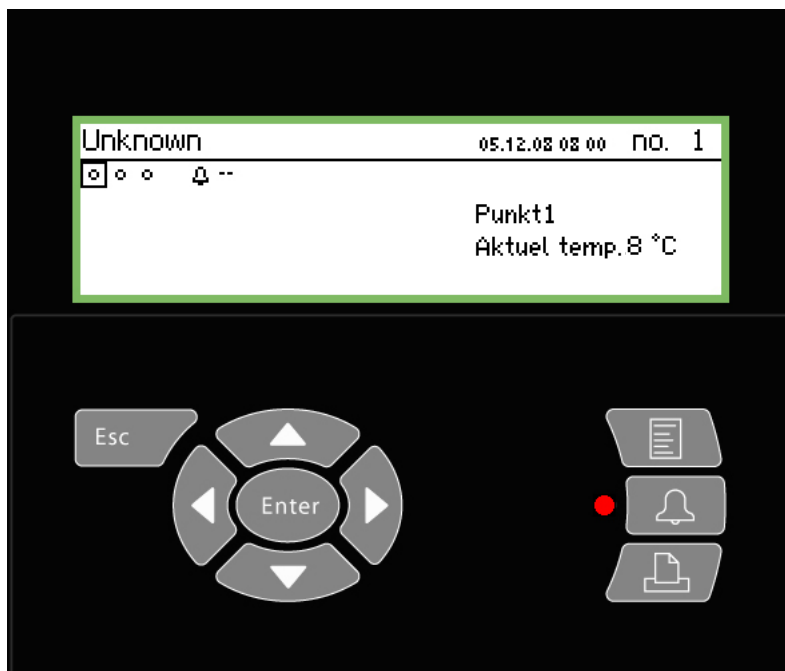 Unknown 05.12.08 08 00 no. 1
--
Punkt1
Aktuel temp. 8 °C
Esc
Enter